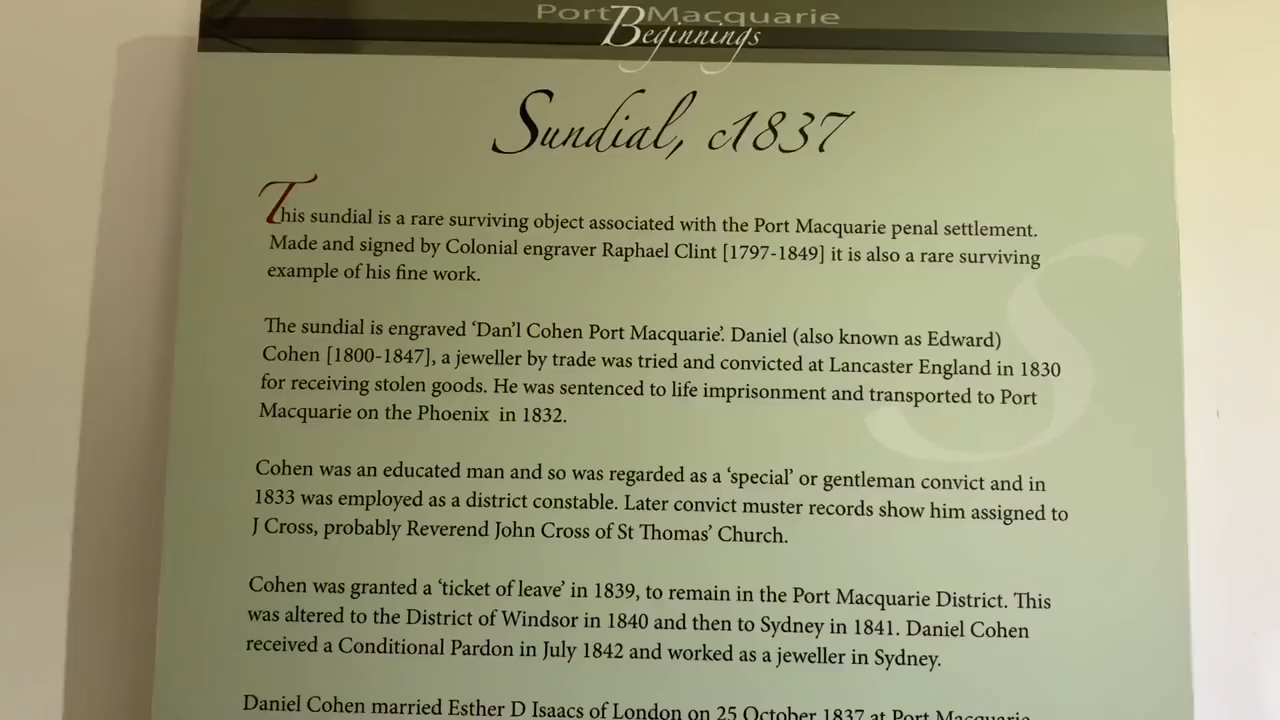 Port Macquarie
Beginnings
Sundial, c1837
This sundial is a rare surviving object associated with the Port Macquarie penal settlement.
Made and signed by Colonial engraver Raphael Clint [1797-1849] it is also a rare surviving
example of his fine work.
The sundial is engraved ‘Dan’l Cohen Port Macquarie’. Daniel (also known as Edward)
Cohen [1800-1847], a jeweller by trade was tried and convicted at Lancaster England in 1830
for receiving stolen goods. He was sentenced to life imprisonment and transported to Port
Macquarie on the Phoenix in 1832.
Cohen was an educated man and so was regarded as a ‘special’ or gentleman convict and in
1833 was employed as a district constable. Later convict muster records show him assigned to
J Cross, probably Reverend John Cross of St Thomas’ Church.
Cohen was granted a ‘ticket of leave’ in 1839, to remain in the Port Macquarie District. This
was altered to the District of Windsor in 1840 and then to Sydney in 1841. Daniel Cohen
received a Conditional Pardon in July 1842 and worked as a jeweller in Sydney.
Daniel Cohen married Esther D Isaacs of London on 25 October 1837 at Port Macquarie